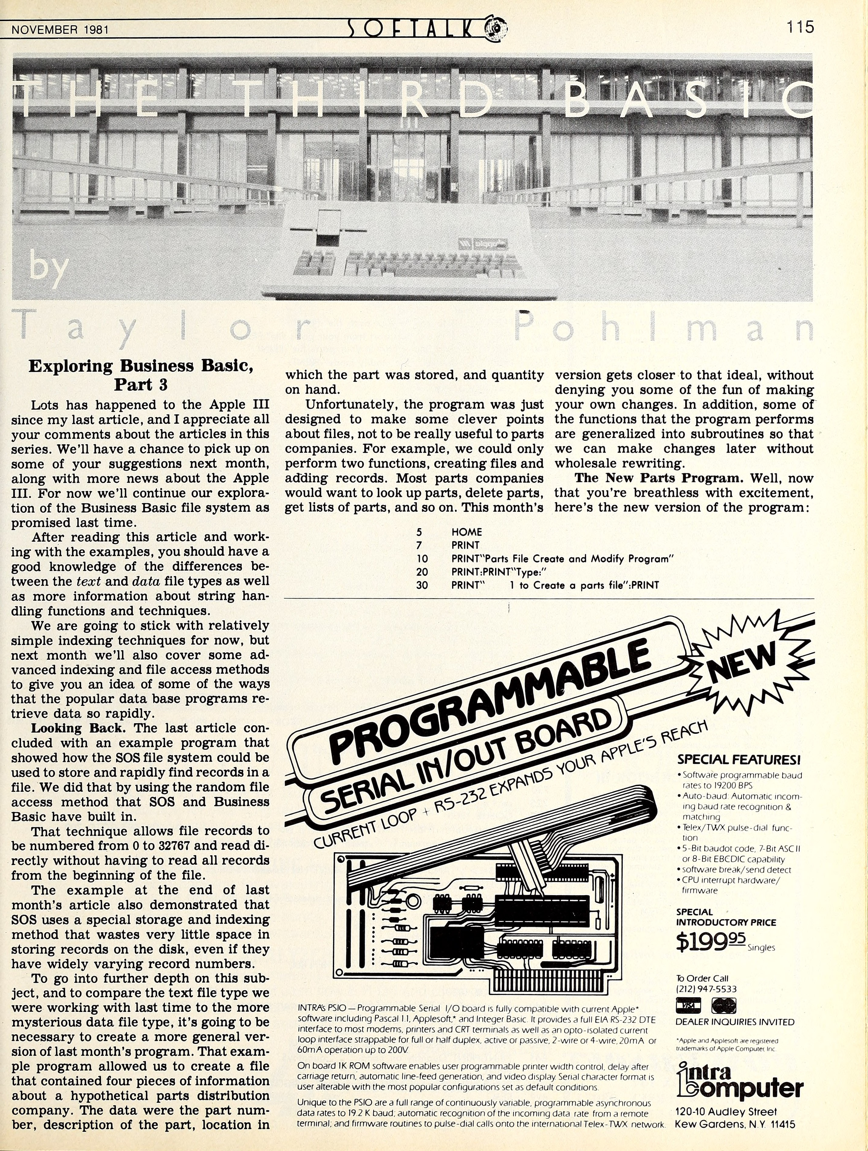 NOVEMBER 1981
SOFTALK
115
THE THIRD BASIC
by
Taylor Pohlman
Exploring Business Basic,
Part 3
Lots has happened to the Apple III
since my last article, and I appreciate all
your comments about the articles in this
series. We'll have a chance to pick up on
some of your suggestions next month,
along with more news about the Apple
III. For now we'll continue our explora-
tion of the Business Basic file system as
promised last time.
After reading this article and work-
ing with the examples, you should have a
good knowledge of the differences be-
tween the text and data file types as well
as more information about string han-
dling functions and techniques.
We are going to stick with relatively
simple indexing techniques for now, but
next month we'll also cover some ad-
vanced indexing and file access methods
to give you an idea of some of the ways
that the popular data base programs re-
trieve data so rapidly.
Looking Back. The last article con-
cluded with an example program that
showed how the SOS file system could be
used to store and rapidly find records in a
file. We did that by using the random file
access method that SOS and Business
Basic have built in.
That technique allows file records to
be numbered from 0 to 32767 and read di-
rectly without having to read all records
from the beginning of the file.
The example at the end of last
month's article also demonstrated that
SOS uses a special storage and indexing
method that wastes very little space in
storing records on the disk, even if they
have widely varying record numbers.
To go into further depth on this sub-
ject, and to compare the text file type we
were working with last time to the more
mysterious data file type, it's going to be
necessary to create a more general ver-
sion of last month's program. That exam-
ple program allowed us to create a file
that contained four pieces of information
about a hypothetical parts distribution
company. The data were the part num-
ber, description of the part, location in
which the part was stored, and quantity
on hand.
Unfortunately, the program was just
designed to make some clever points
about files, not to be really useful to parts
companies. For example, we could only
perform two functions, creating files and
adding records. Most parts companies
would want to look up parts, delete parts,
get lists of parts, and so on. This month's
version gets closer to that ideal, without
denying you some of the fun of making
your own changes. In addition, some of
the functions that the program performs
are generalized into subroutines so that
we can make changes later without
wholesale rewriting.
The New Parts Program. Well, now
that you're breathless with excitement,
here's the new version of the program:
5 HOME
7 PRINT
10 PRINT"Parts File Create and Modify Program"
20 PRINT:PRINT"Type:"
30 PRINT" 1 to Create a parts file":PRINT
PROGRAMMABLE
NEW
SERIAL IN/OUT BOARD
CURRENT LOOP + RS-232 EXPANDS YOUR APPLE'S REACH
SPECIAL FEATURES!
• Software programmable baud
rates to 19200 BPS
• Auto-baud: Automatic incom-
ing baud rate recognition &
matching
• Telex/TWX pulse-dial func-
tion
• 5-Bit baudot code, 7-Bit ASC II
or 8-Bit EBCDIC capability
• software break/send detect
• CPU interrupt hardware/
firmware
SPECIAL
INTRODUCTORY PRICE
$199.95 Singles
To Order Call
(212) 947-5533
VISA
DEALER INQUIRIES INVITED
*Apple and Applesoft are registered
trademarks of Apple Computer Inc.
intra computer
120-10 Audley Street
Kew Gardens, N.Y. 11415
INTRA's PSIO — Programmable Serial I/O board is fully compatible with current Apple*
software including Pascal 1.1, Applesoft,* and Integer Basic. It provides a full EIA RS-232 DTE
interface to most modems, printers and CRT terminals as well as an opto-isolated current
loop interface strappable for full or half duplex, active or passive, 2-wire or 4-wire, 20mA or
60mA operation up to 200V.
On board 1K ROM software enables user programmable printer width control, delay after
carriage return, automatic line-feed generation, and video display. Serial character format is
user alterable with the most popular configurations set as default conditions.
Unique to the PSIO are a full range of continuously variable, programmable asynchronous
data rates to 19.2 K baud; automatic recognition of the incoming data rate from a remote
terminal; and firmware routines to pulse-dial calls onto the international Telex-TWX network.